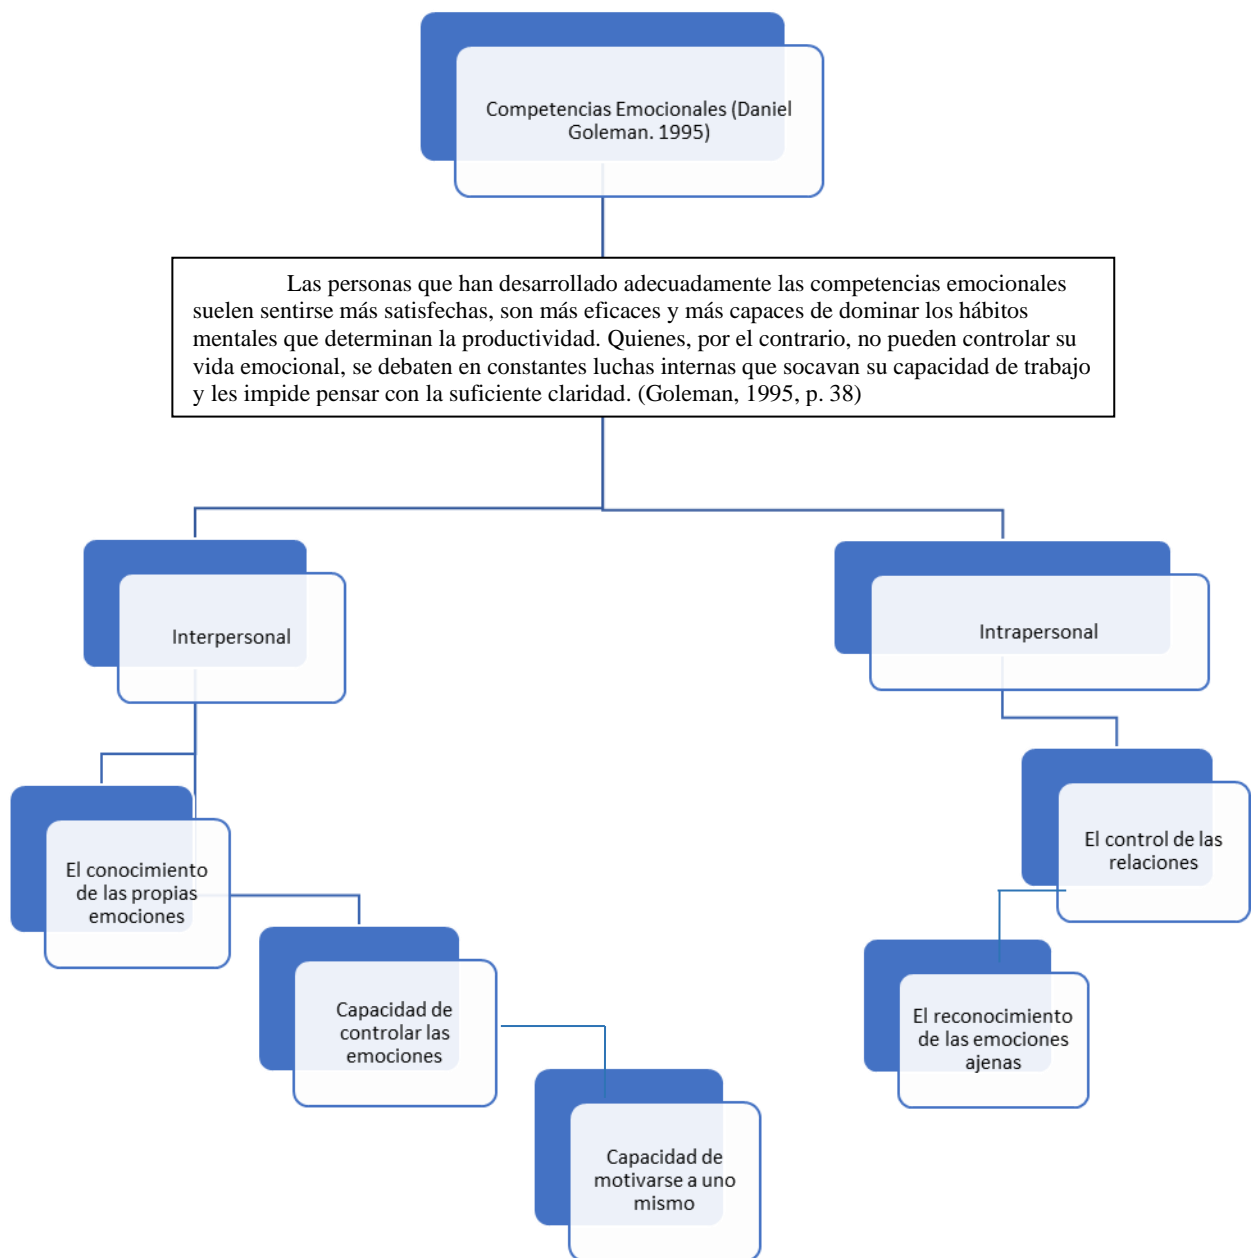 Competencias Emocionales (Daniel
Goleman. 1995)
Las personas que han desarrollado adecuadamente las competencias emocionales
suelen sentirse más satisfechas, son más eficaces y más capaces de dominar los hábitos
mentales que determinan la productividad. Quienes, por el contrario, no pueden controlar su
vida emocional, se debaten en constantes luchas internas que socavan su capacidad de trabajo
y les impide pensar con la suficiente claridad. (Goleman, 1995, p. 38)
Interpersonal
Intrapersonal
El conocimiento
de las propias
emociones
Capacidad de
controlar las
emociones
Capacidad de
motivarse a uno
mismo
El control de las
relaciones
El reconocimiento
de las emociones
ajenas